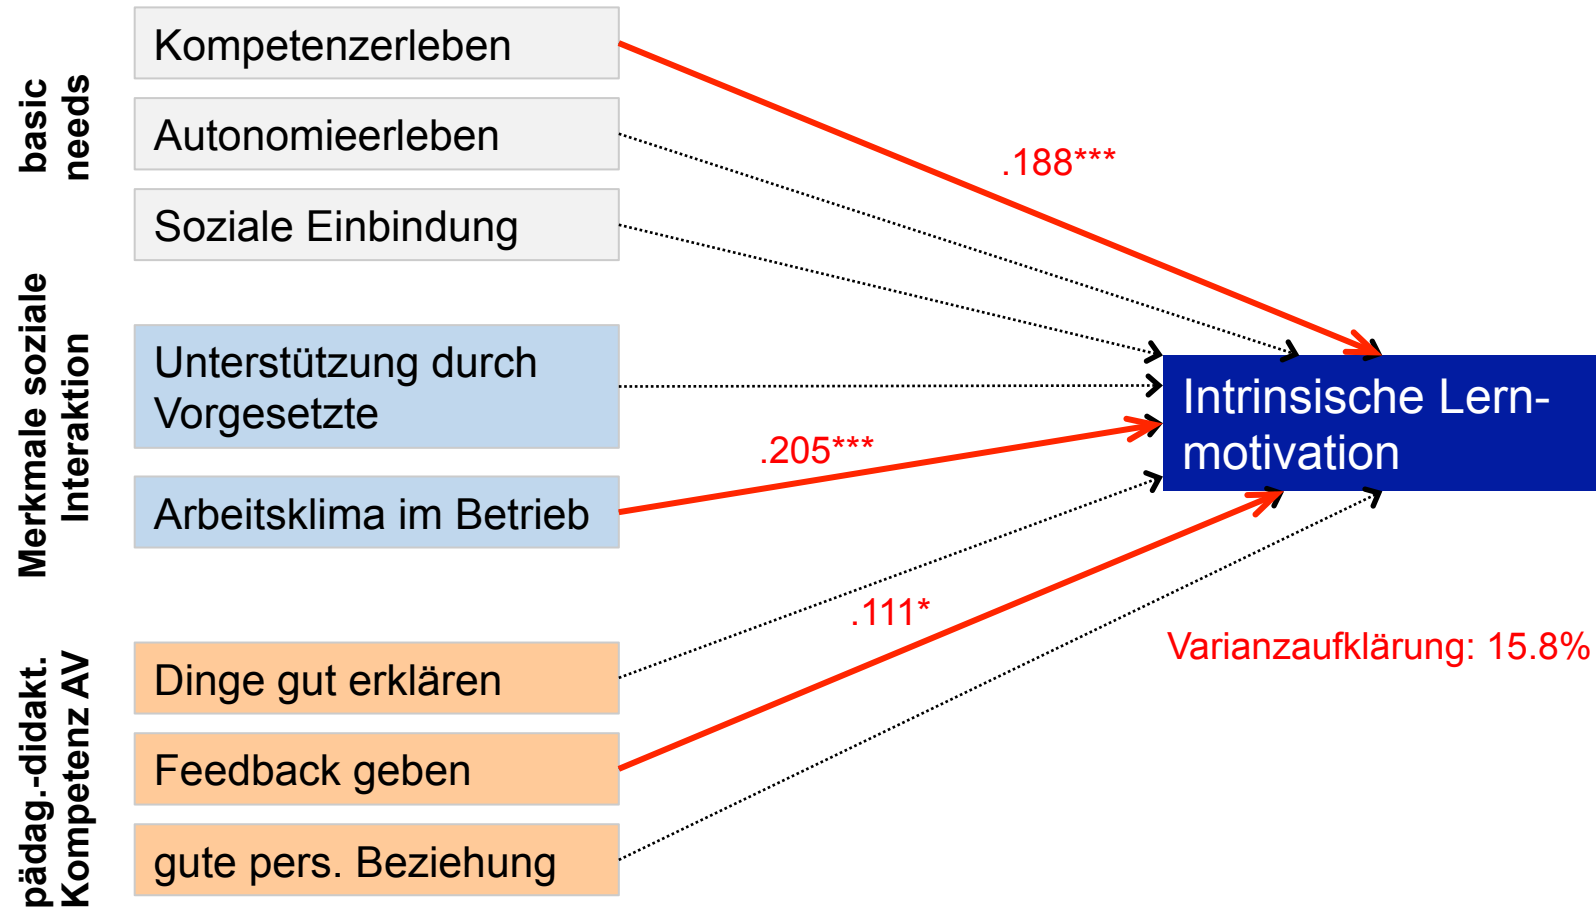 basic
needs
Kompetenzerleben
Autonomieerleben
Soziale Einbindung
.188***
Merkmale soziale
Interaktion
Unterstützung durch
Vorgesetzte
Arbeitsklima im Betrieb
.205***
Intrinsische Lern-
motivation
pädag.-didakt.
Kompetenz AV
Dinge gut erklären
Feedback geben
gute pers. Beziehung
.111*
Varianzaufklärung: 15.8%